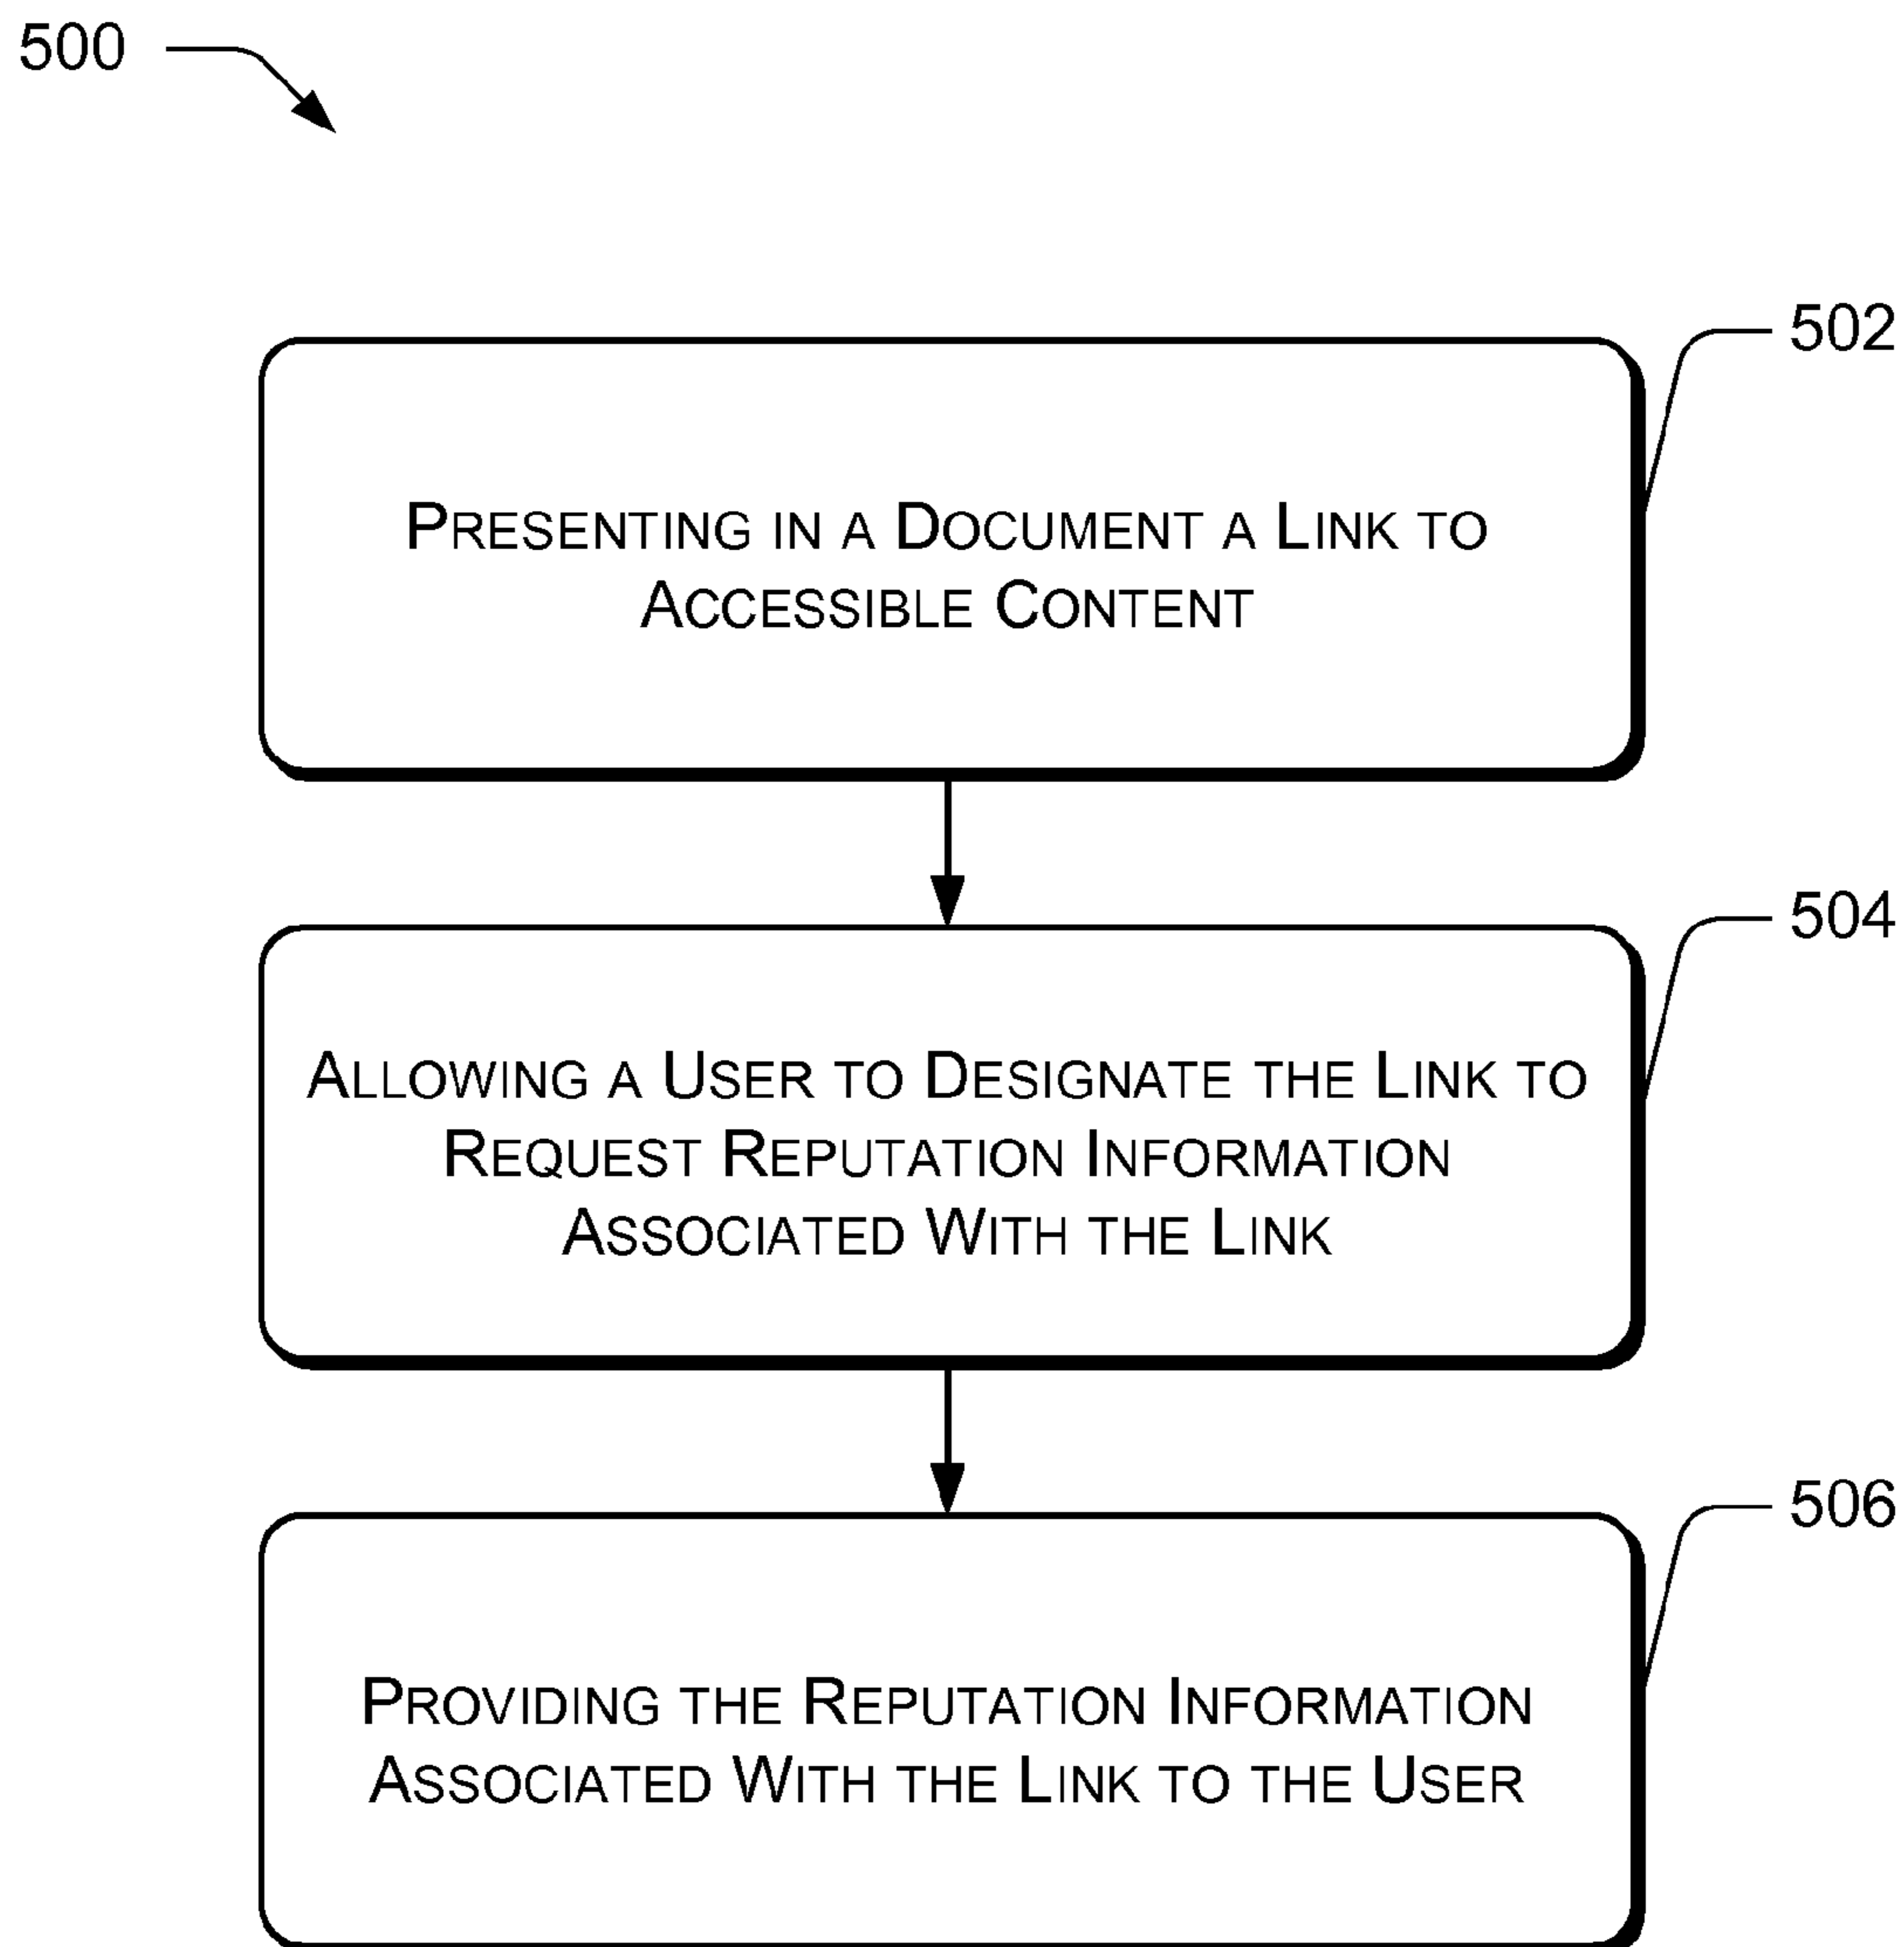 500
502
PRESENTING IN A DOCUMENT A LINK TO
ACCESSIBLE CONTENT
504
ALLOWING A USER TO DESIGNATE THE LINK TO
REQUEST REPUTATION INFORMATION
ASSOCIATED WITH THE LINK
506
PROVIDING THE REPUTATION INFORMATION
ASSOCIATED WITH THE LINK TO THE USER